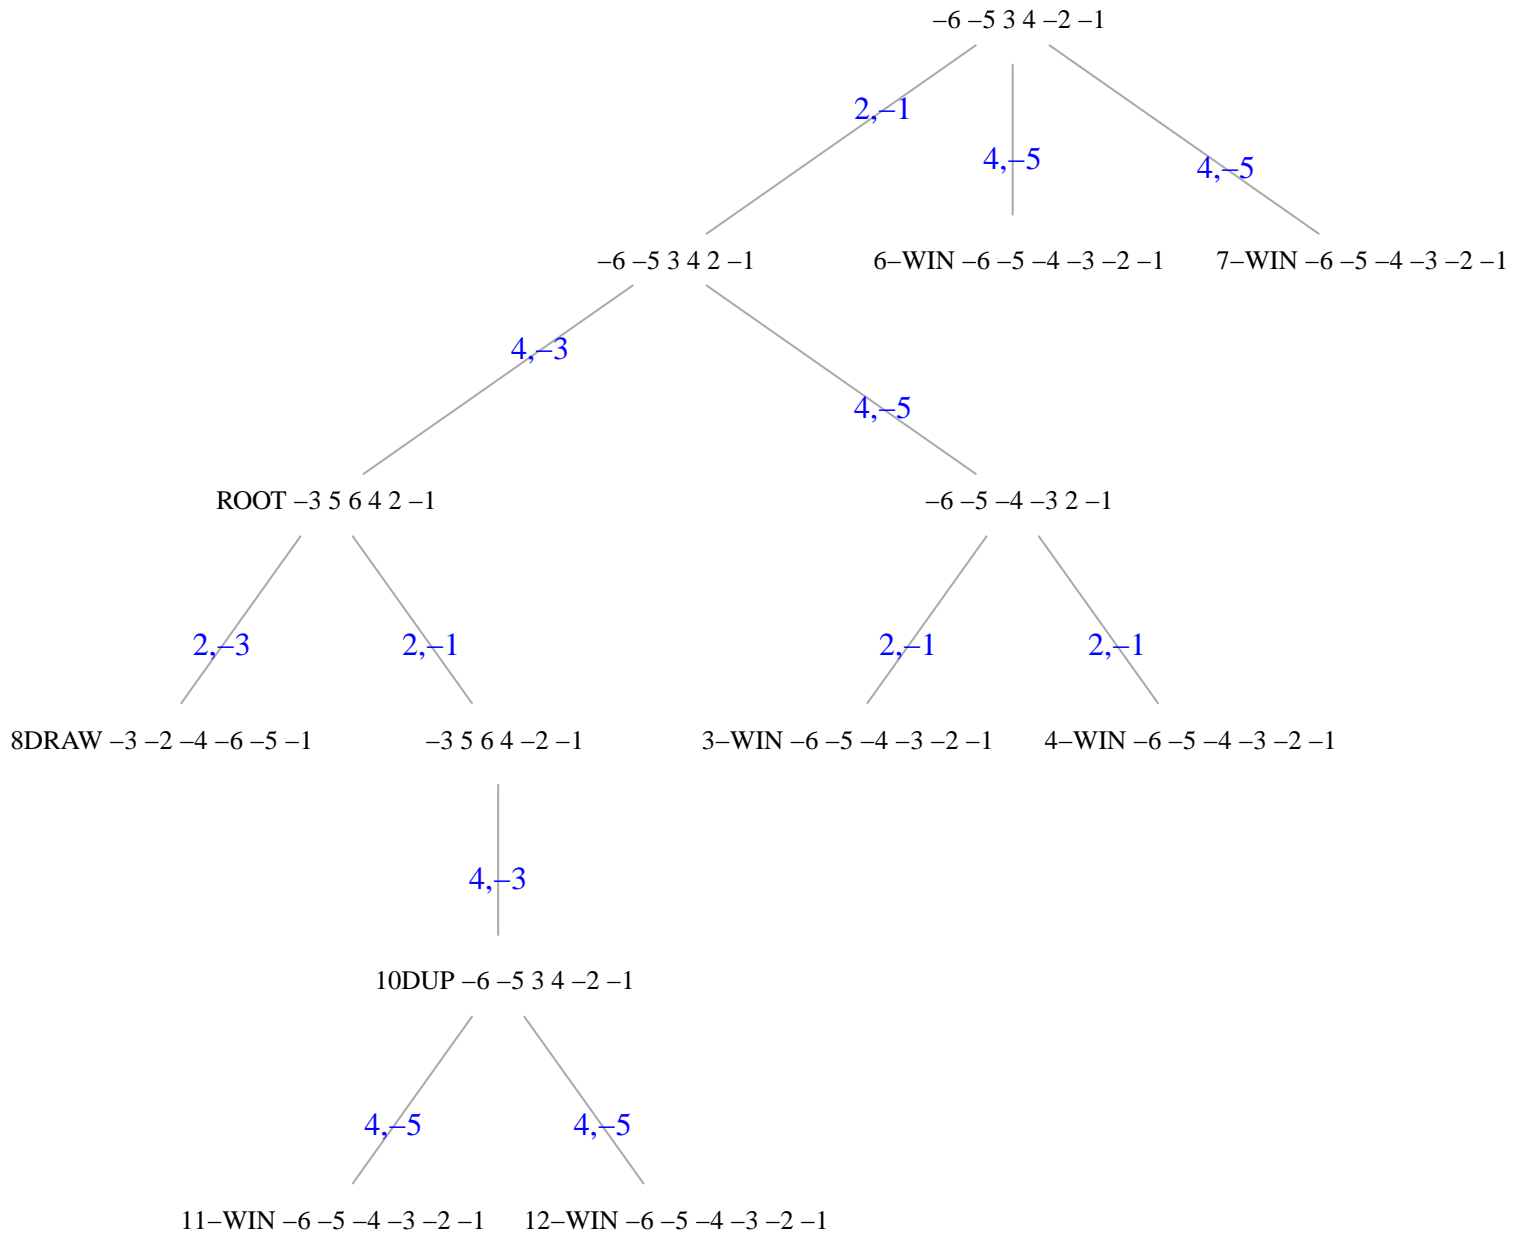 –6 –5 3 4 –2 –1
2,–1
4,–5
4,–5
–6 –5 3 4 2 –1
6–WIN –6 –5 –4 –3 –2 –1
7–WIN –6 –5 –4 –3 –2 –1
4,–3
4,–5
ROOT –3 5 6 4 2 –1
–6 –5 –4 –3 2 –1
2,–3
2,–1
2,–1
2,–1
8DRAW –3 –2 –4 –6 –5 –1
–3 5 6 4 –2 –1
3–WIN –6 –5 –4 –3 –2 –1
4–WIN –6 –5 –4 –3 –2 –1
4,–3
10DUP –6 –5 3 4 –2 –1
4,–5
4,–5
11–WIN –6 –5 –4 –3 –2 –1
12–WIN –6 –5 –4 –3 –2 –1